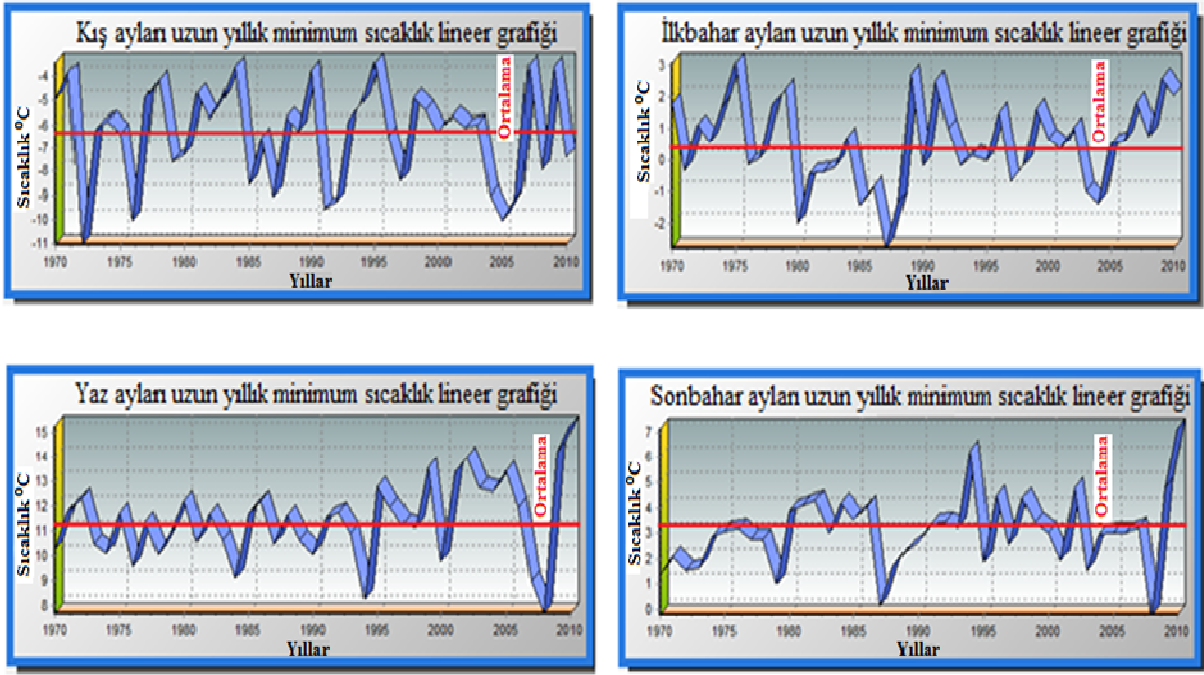 Kış ayları uzun yıllık minimum sıcaklık lineer grafiği
Sıcaklık ⁰C
-4
-5
-6
-7
-8
-9
-10
-11
Ortalama
1970 1975 1980 1985 1990 1995 2000 2005 2010
Yıllar
İlkbahar ayları uzun yıllık minimum sıcaklık lineer grafiği
Sıcaklık ⁰C
3
2
1
0
-1
-2
Ortalama
1970 1975 1980 1985 1990 1995 2000 2005 2010
Yıllar
Yaz ayları uzun yıllık minimum sıcaklık lineer grafiği
Sıcaklık ⁰C
15
14
13
12
11
10
9
8
Ortalama
1970 1975 1980 1985 1990 1995 2000 2005 2010
Yıllar
Sonbahar ayları uzun yıllık minimum sıcaklık lineer grafiği
Sıcaklık ⁰C
7
6
5
4
3
2
1
0
Ortalama
1970 1975 1980 1985 1990 1995 2000 2005 2010
Yıllar